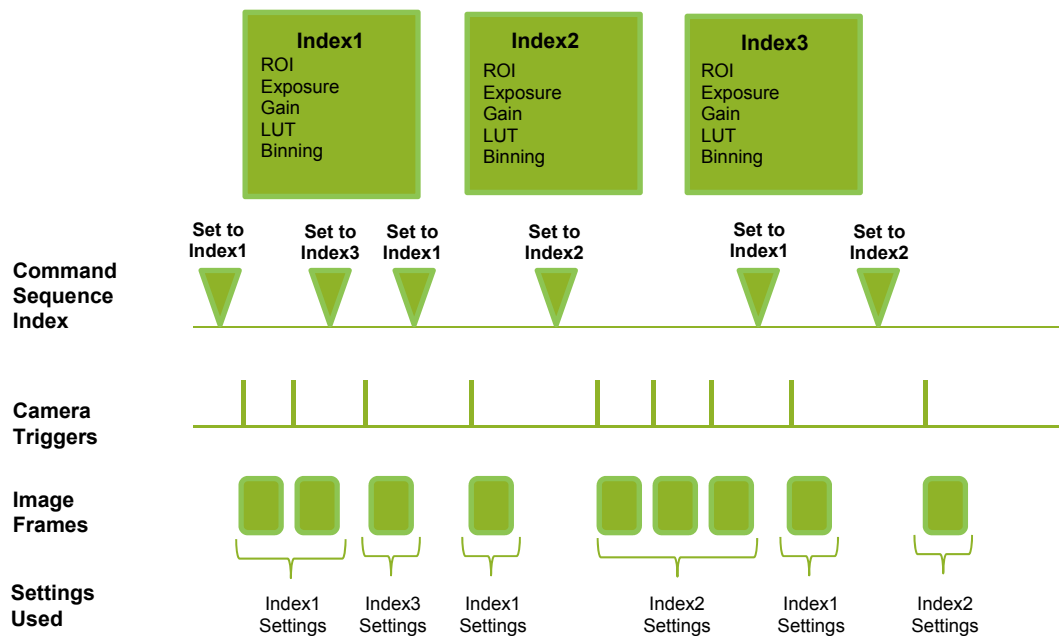 Index1
ROI
Exposure
Gain
LUT
Binning
Index2
ROI
Exposure
Gain
LUT
Binning
Index3
ROI
Exposure
Gain
LUT
Binning
Set to
Index1
Set to
Index3
Set to
Index1
Set to
Index2
Set to
Index1
Set to
Index2
Command
Sequence
Index
Camera
Triggers
Image
Frames
Settings
Used
Index1
Settings
Index3
Settings
Index1
Settings
Index2
Settings
Index1
Settings
Index2
Settings